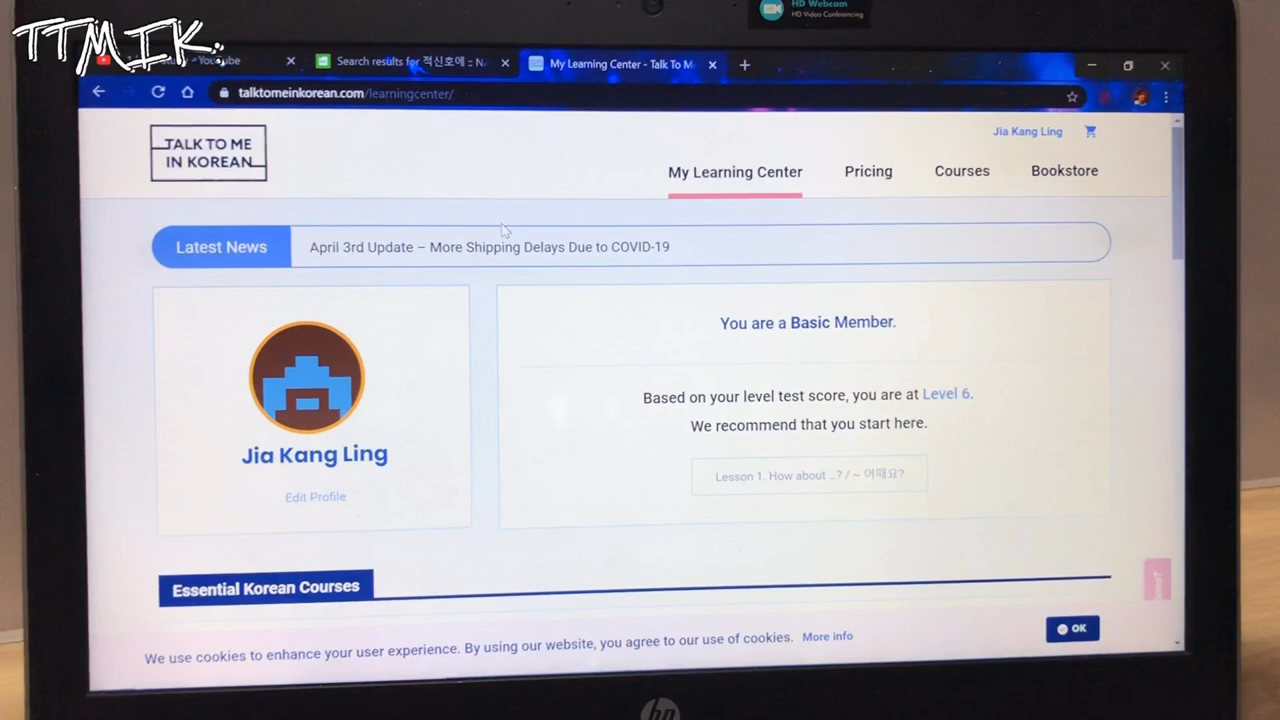 TTMIK:
HD Webcam
HD Video Conferencing
YouTube
Search results for 적신호에 :: N
My Learning Center - Talk To M
talktomeinkorean.com/learningcenter/
TALK TO ME
IN KOREAN
Jia Kang Ling
My Learning Center
Pricing
Courses
Bookstore
Latest News
April 3rd Update – More Shipping Delays Due to COVID-19
Jia Kang Ling
Edit Profile
You are a Basic Member.
Based on your level test score, you are at Level 6.
We recommend that you start here.
Lesson 1. How about ...? / ~ 어때요?
Essential Korean Courses
We use cookies to enhance your user experience. By using our website, you agree to our use of cookies. More info
OK
hp